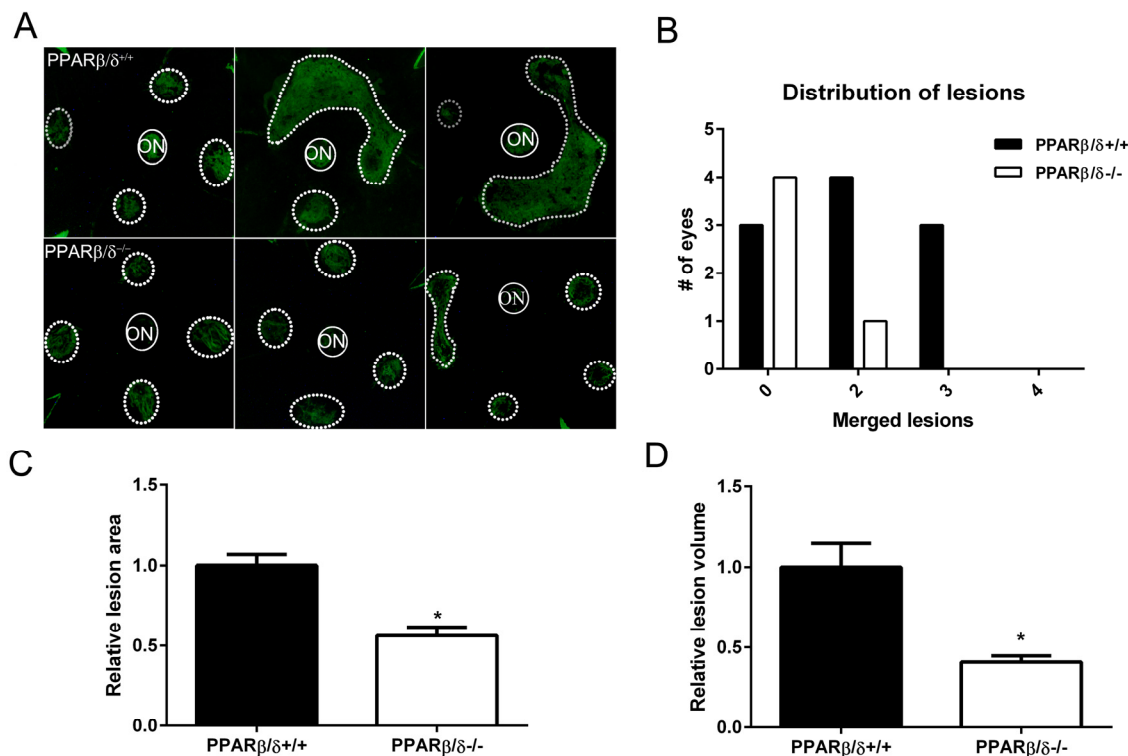 A
PPARβ/δ+/+
ON
ON
ON
PPARβ/δ−/−
ON
ON
ON
B
Distribution of lesions
PPARβ/δ+/+
PPARβ/δ-/-
# of eyes
5
4
3
2
1
0
0
2
3
4
Merged lesions
C
Relative lesion area
1.5
1.0
0.5
0.0
*
PPARβ/δ+/+
PPARβ/δ-/-
D
Relative lesion volume
1.5
1.0
0.5
0.0
*
PPARβ/δ+/+
PPARβ/δ-/-